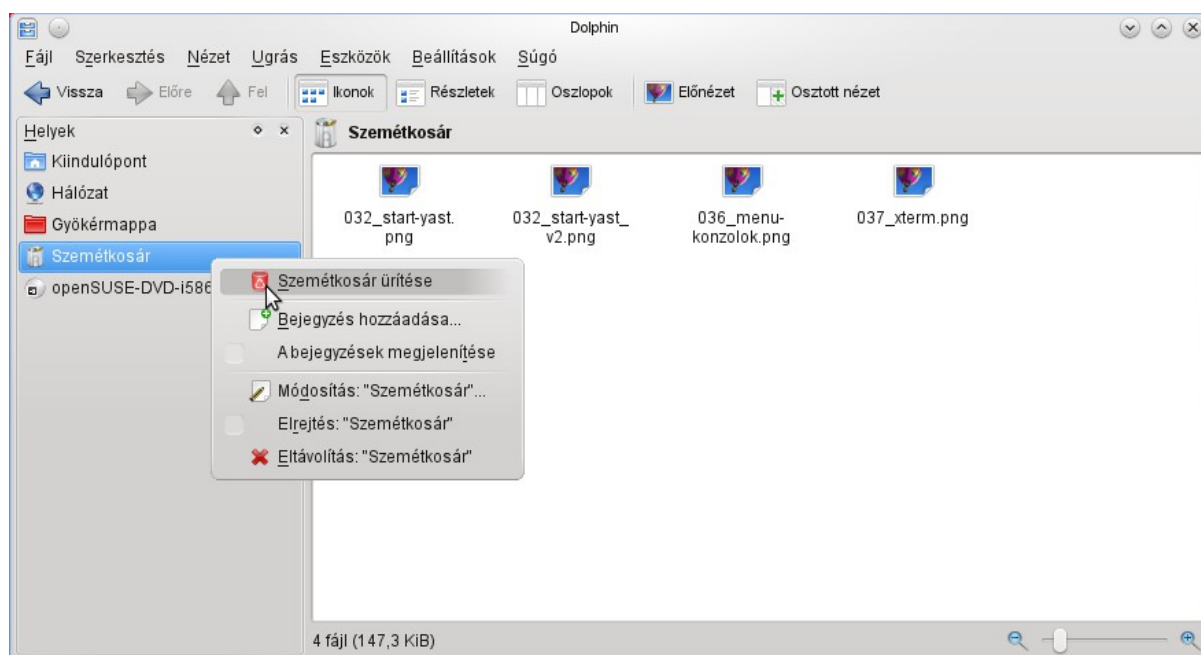 Dolphin
Fájl Szerkesztés Nézet Ugrás Eszközök Beállítások Súgó
Vissza Előre Fel Ikonok Részletek Oszlopok Előnézet Osztott nézet
Helyek
Szemétkosár
Kiindulópont
Hálózat
Gyökérmappa
Szemétkosár
openSUSE-DVD-i586
032_start-yast.
png
032_start-yast_
v2.png
036_menu-
konzolok.png
037_xterm.png
Szemétkosár ürítése
Bejegyzés hozzáadása...
A bejegyzések megjelenítése
Módosítás: "Szemétkosár"...
Elrejtés: "Szemétkosár"
Eltávolítás: "Szemétkosár"
4 fájl (147,3 KiB)